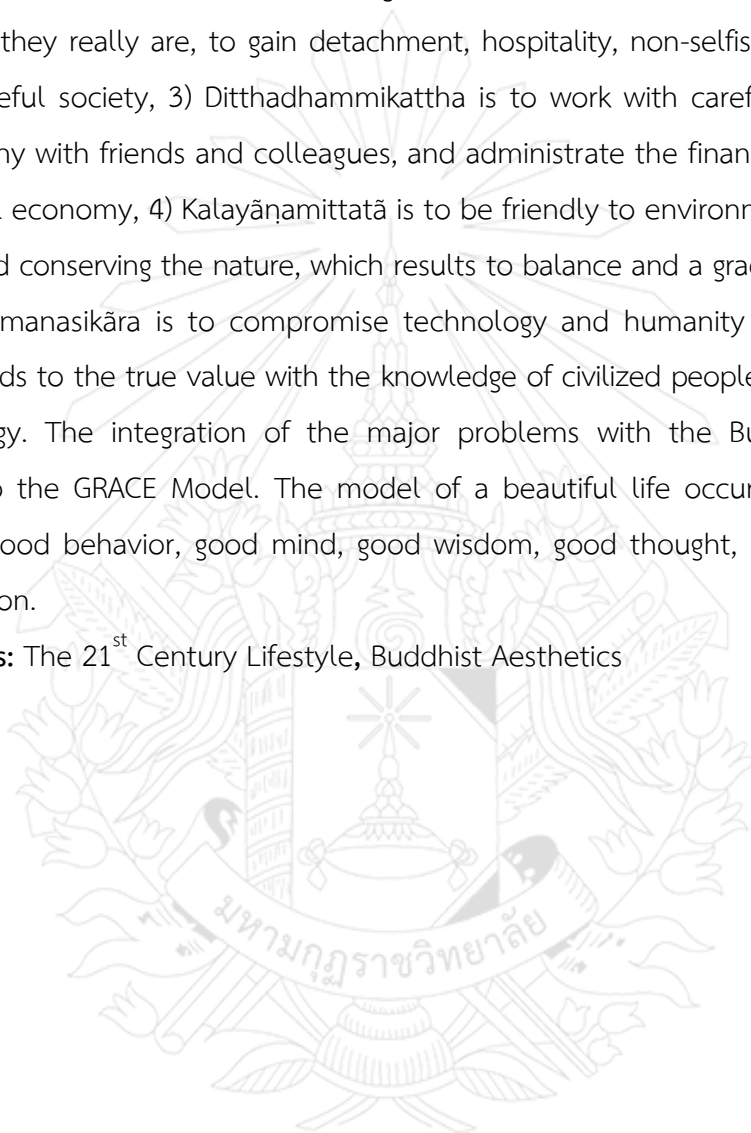 they really are, to gain detachment, hospitality, non-selfis
eful society, 3) Ditthadhammikattha is to work with caref
ny with friends and colleagues, and administrate the finan
economy, 4) Kalayãṇamittatã is to be friendly to environm
d conserving the nature, which results to balance and a gra
manasikãra is to compromise technology and humanity
ds to the true value with the knowledge of civilized people
gy. The integration of the major problems with the Bu
o the GRACE Model. The model of a beautiful life occur
ood behavior, good mind, good wisdom, good thought,
on.
s: The 21st Century Lifestyle, Buddhist Aesthetics
มหามกุฏราชวิทยาลัย